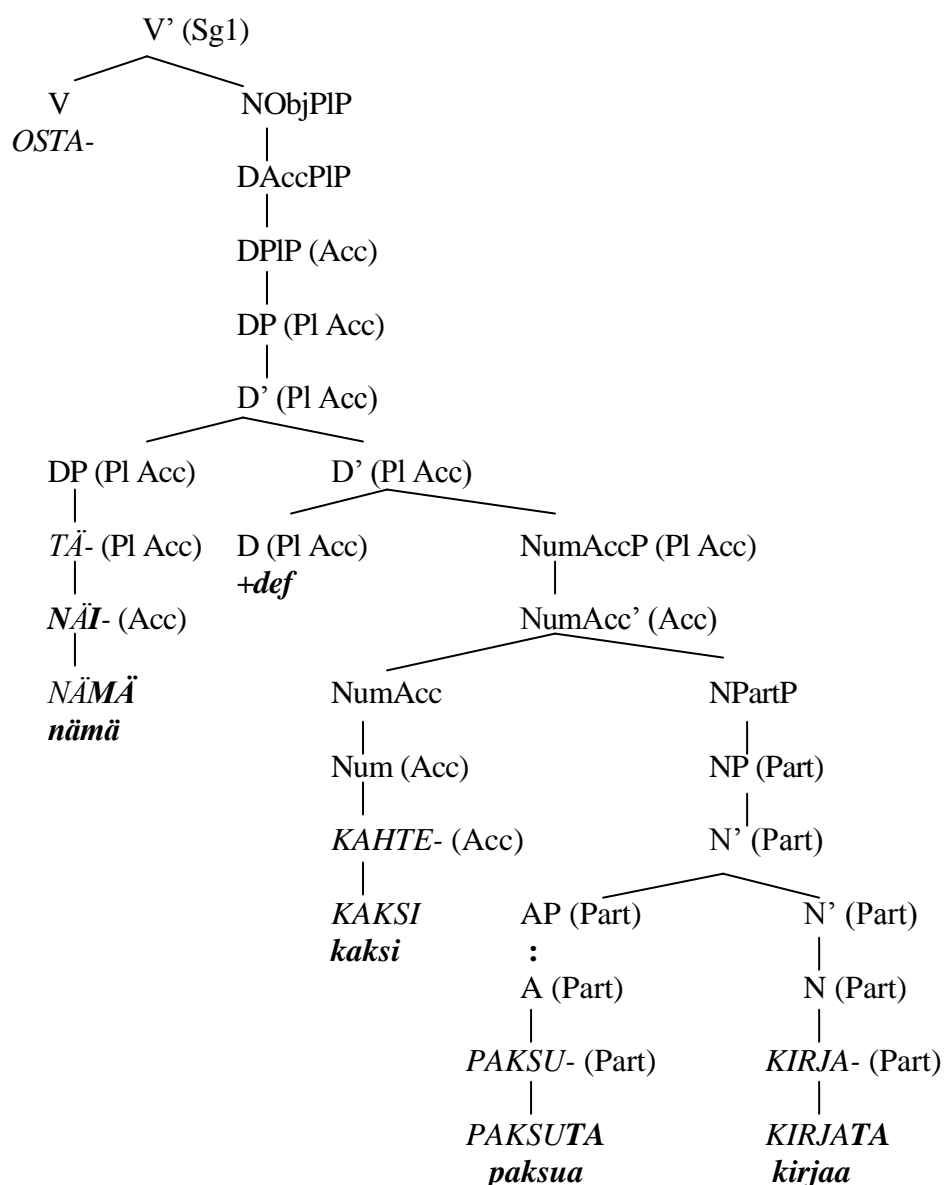 V’ (Sg1)
V NObjPlP
OSTA-
DAccPlP
DPlP (Acc)
DP (Pl Acc)
D’ (Pl Acc)
DP (Pl Acc) D’ (Pl Acc)
TÄ- (Pl Acc) D (Pl Acc) NumAccP (Pl Acc)
+def
NÄI- (Acc) NumAcc’ (Acc)
NÄMÄ NumAcc NPartP
nämä
Num (Acc) NP (Part)
KAHTE- (Acc) N’ (Part)
KAKSI AP (Part) N’ (Part)
kaksi :
A (Part) N (Part)
PAKSU- (Part) KIRJA- (Part)
PAKSUTA KIRJATA
paksua kirjaa